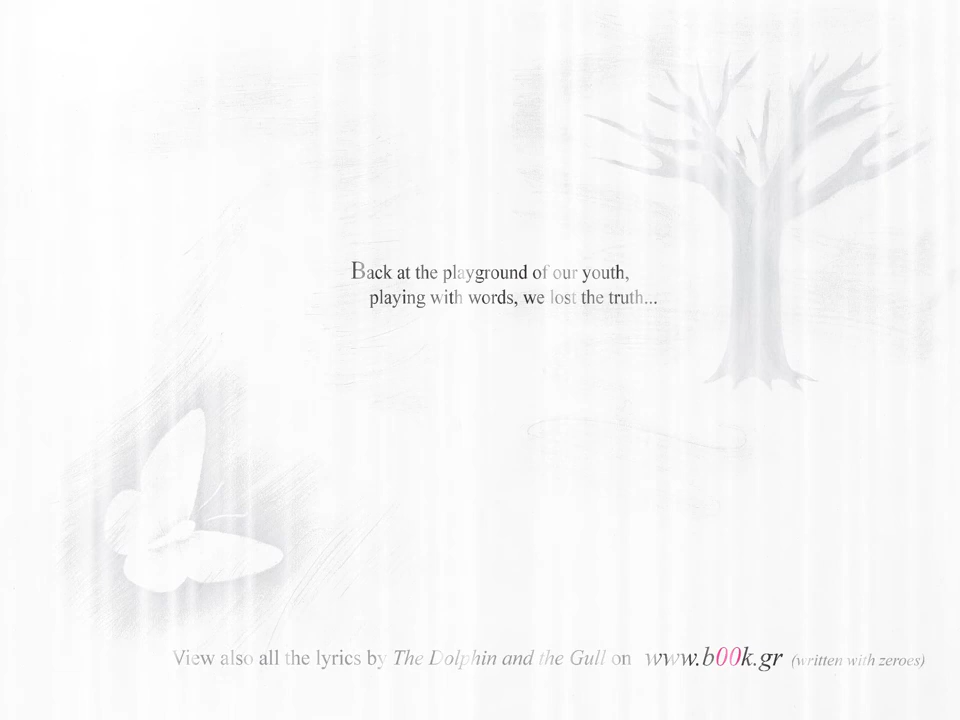 Back at the playground of our youth,
playing with words, we lost the truth...
View also all the lyrics by The Dolphin and the Gull on www.b00k.gr (written with zeroes)